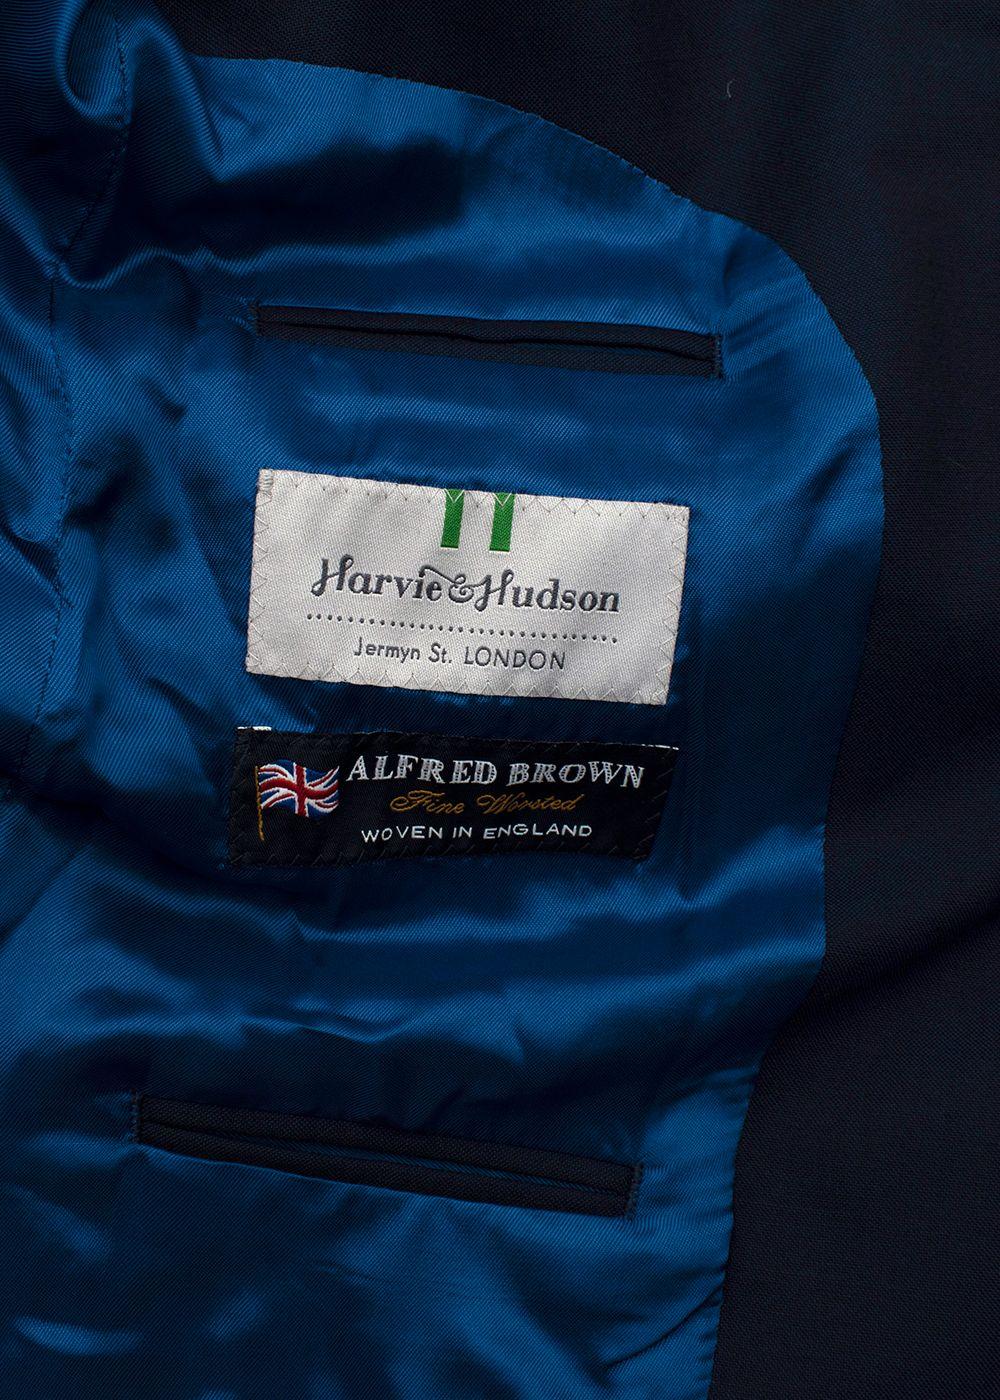 Harvie & Hudson
Jermyn St. LONDON
ALFRED BROWN
Fine Worsted
WOVEN IN ENGLAND